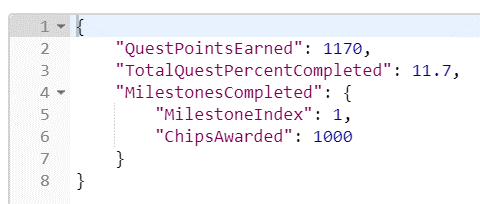 1 {
2 "QuestPointsEarned": 1170,
3 "TotalQuestPercentCompleted": 11.7,
4 "MilestonesCompleted": {
5 "MilestoneIndex": 1,
6 "ChipsAwarded": 1000
7 }
8 }